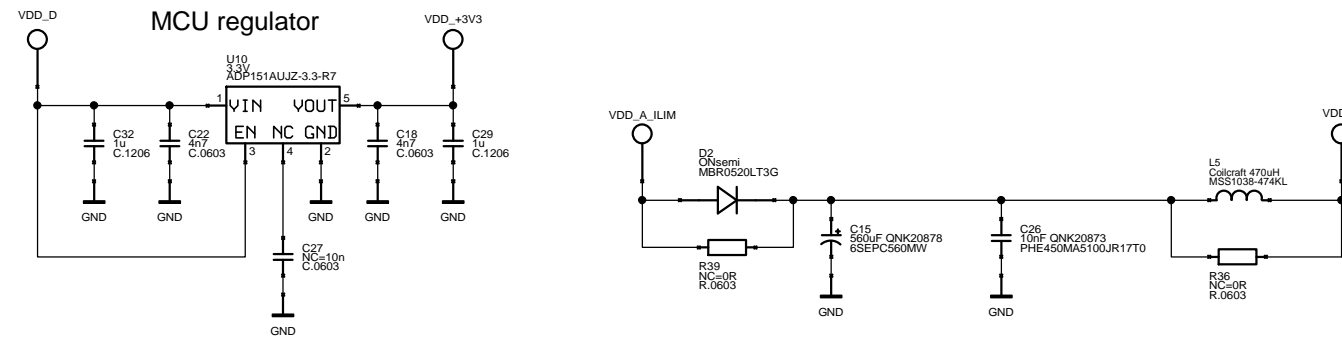 VDD_D
MCU regulator
VDD_+3V3
U10
3.3V
ADP151AUJZ-3.3-R7
1
VIN
VOUT
5
EN
NC
GND
3
4
2
C32
1u
C.1206
C22
4n7
C.0603
C18
4n7
C.0603
C29
1u
C.1206
GND
GND
GND
GND
GND
C27
NC=10n
C.0603
GND
VDD_A_ILIM
D2
ONsemi
MBR0520LT3G
R39
NC=0R
R.0603
C15
560uF QNK20878
6SEPC560MW
GND
C26
10nF QNK20873
PHE450MA5100JR17T0
GND
L5
Coilcraft 470uH
MSS1038-474KL
R36
NC=0R
R.0603
VDD